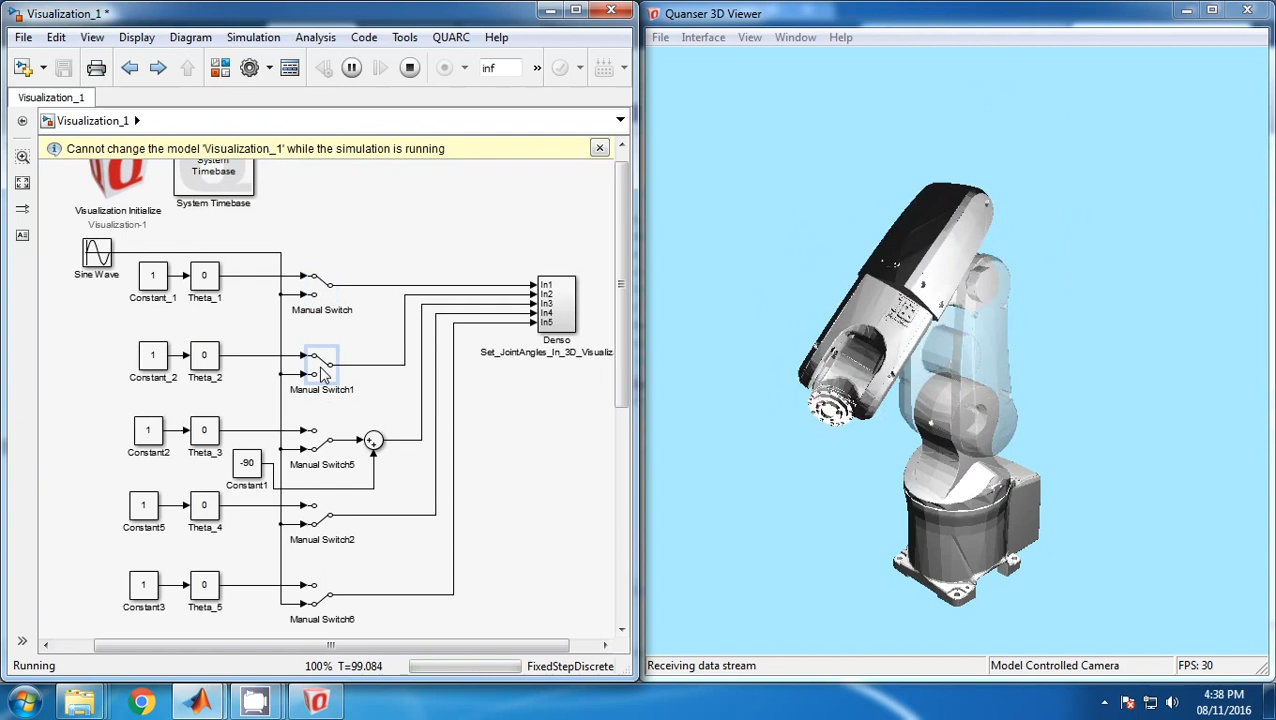 Visualization_1 *
File Edit View Display Diagram Simulation Analysis Code Tools QUARC Help
inf »
Visualization_1
Visualization_1
Cannot change the model 'Visualization_1' while the simulation is running
System
Timebase
Visualization Initialize
System Timebase
Visualization-1
Sine Wave
1 0
Constant_1 Theta_1 Manual Switch
In1
In2
In3
In4
In5
Denso
Set_JointAngles_In_3D_Visualiz
1 0
Constant_2 Theta_2 Manual Switch1
1 0
Constant2 Theta_3 Manual Switch5
-90
Constant1
1 0
Constant5 Theta_4 Manual Switch2
1 0
Constant3 Theta_5 Manual Switch6
Running 100% T=99.084 FixedStepDiscrete
Quanser 3D Viewer
File Interface View Window Help
Receiving data stream Model Controlled Camera FPS: 30
4:38 PM
08/11/2016